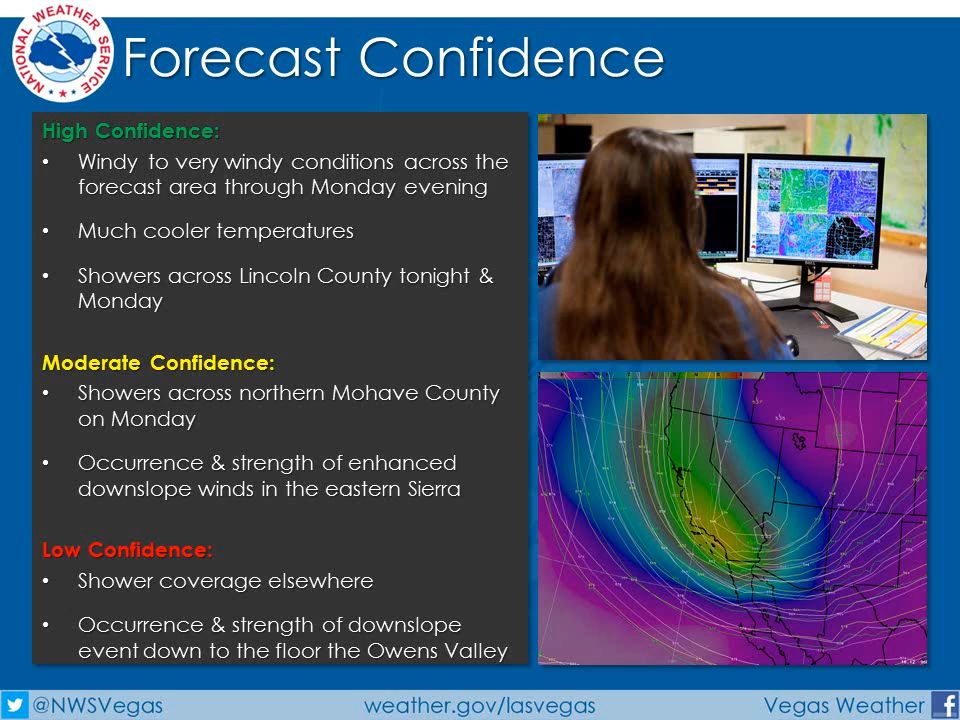 NATIONAL WEATHER SERVICE
Forecast Confidence
High Confidence:
• Windy to very windy conditions across the
forecast area through Monday evening
• Much cooler temperatures
• Showers across Lincoln County tonight &
Monday
Moderate Confidence:
• Showers across northern Mohave County
on Monday
• Occurrence & strength of enhanced
downslope winds in the eastern Sierra
Low Confidence:
• Shower coverage elsewhere
• Occurrence & strength of downslope
event down to the floor the Owens Valley
@NWSVegas
weather.gov/lasvegas
Vegas Weather